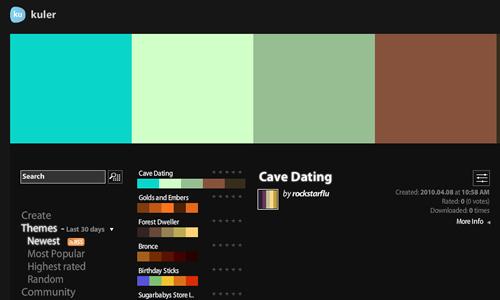 ku kuler
Search
Create
Themes - Last 30 days
Newest RSS
Most Popular
Highest rated
Random
Community
Cave Dating
Golds and Embers
Forest Dweller
Bronce
Birthday Sticks
Sugarbabys Store I...
Cave Dating
by rockstarflu
Created: 2010.04.08 at 10:58 AM
Rated: 0 (0 votes)
Downloaded: 0 times
More Info